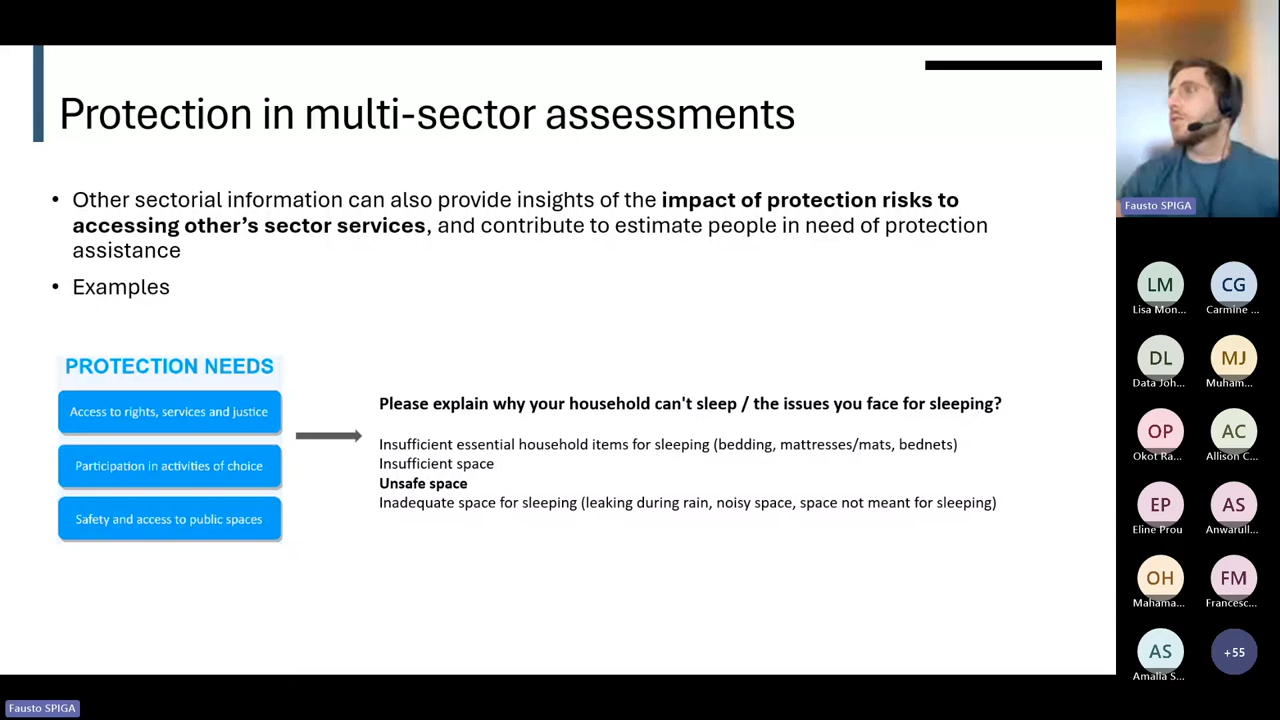 Protection in multi-sector assessments
• Other sectorial information can also provide insights of the impact of protection risks to
accessing other's sector services, and contribute to estimate people in need of protection
assistance
• Examples
PROTECTION NEEDS
Access to rights, services and justice
Participation in activities of choice
Safety and access to public spaces
Please explain why your household can't sleep / the issues you face for sleeping?
Insufficient essential household items for sleeping (bedding, mattresses/mats, bednets)
Insufficient space
Unsafe space
Inadequate space for sleeping (leaking during rain, noisy space, space not meant for sleeping)
Fausto SPIGA
LM
CG
Lisa Mon...
Carmine ...
DL
MJ
Data Joh...
Muham...
OP
AC
Okot Ra...
Allison C...
EP
AS
Eline Prou
Anwarull...
OH
FM
Mahama...
Francesc...
AS
+55
Amalia S...
Fausto SPIGA